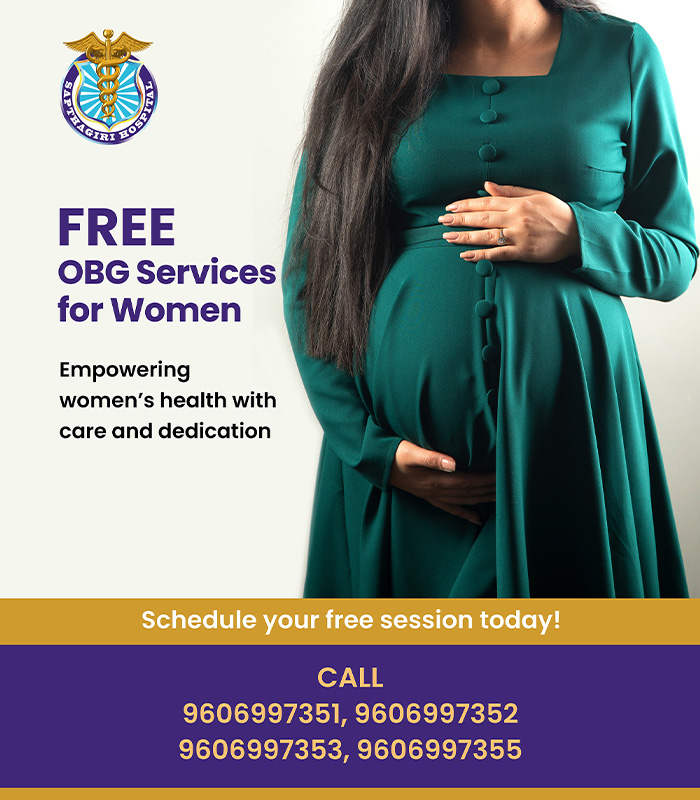 SAPTHAGIRI HOSPITAL
FREE
OBG Services
for Women
Empowering
women’s health with
care and dedication
Schedule your free session today!
CALL
9606997351, 9606997352
9606997353, 9606997355